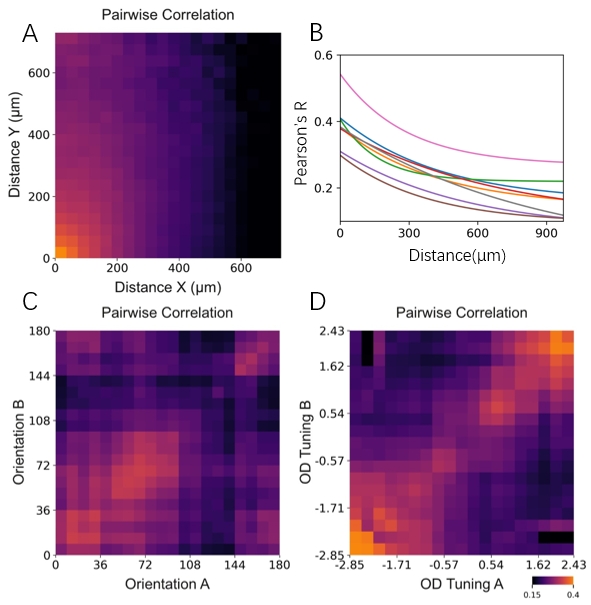 A
Pairwise Correlation
Distance Y (μm)
600
400
200
0
0 200 400 600
Distance X (μm)
B
Pearson's R
0.6
0.4
0.2
0 300 600 900
Distance(μm)
C
Pairwise Correlation
Orientation B
180
144
108
72
36
0
0 36 72 108 144 180
Orientation A
D
Pairwise Correlation
OD Tuning B
2.43
1.62
0.54
-0.57
-1.71
-2.85
-2.85 -1.71 -0.57 0.54 1.62 2.43
OD Tuning A
0.15 0.4